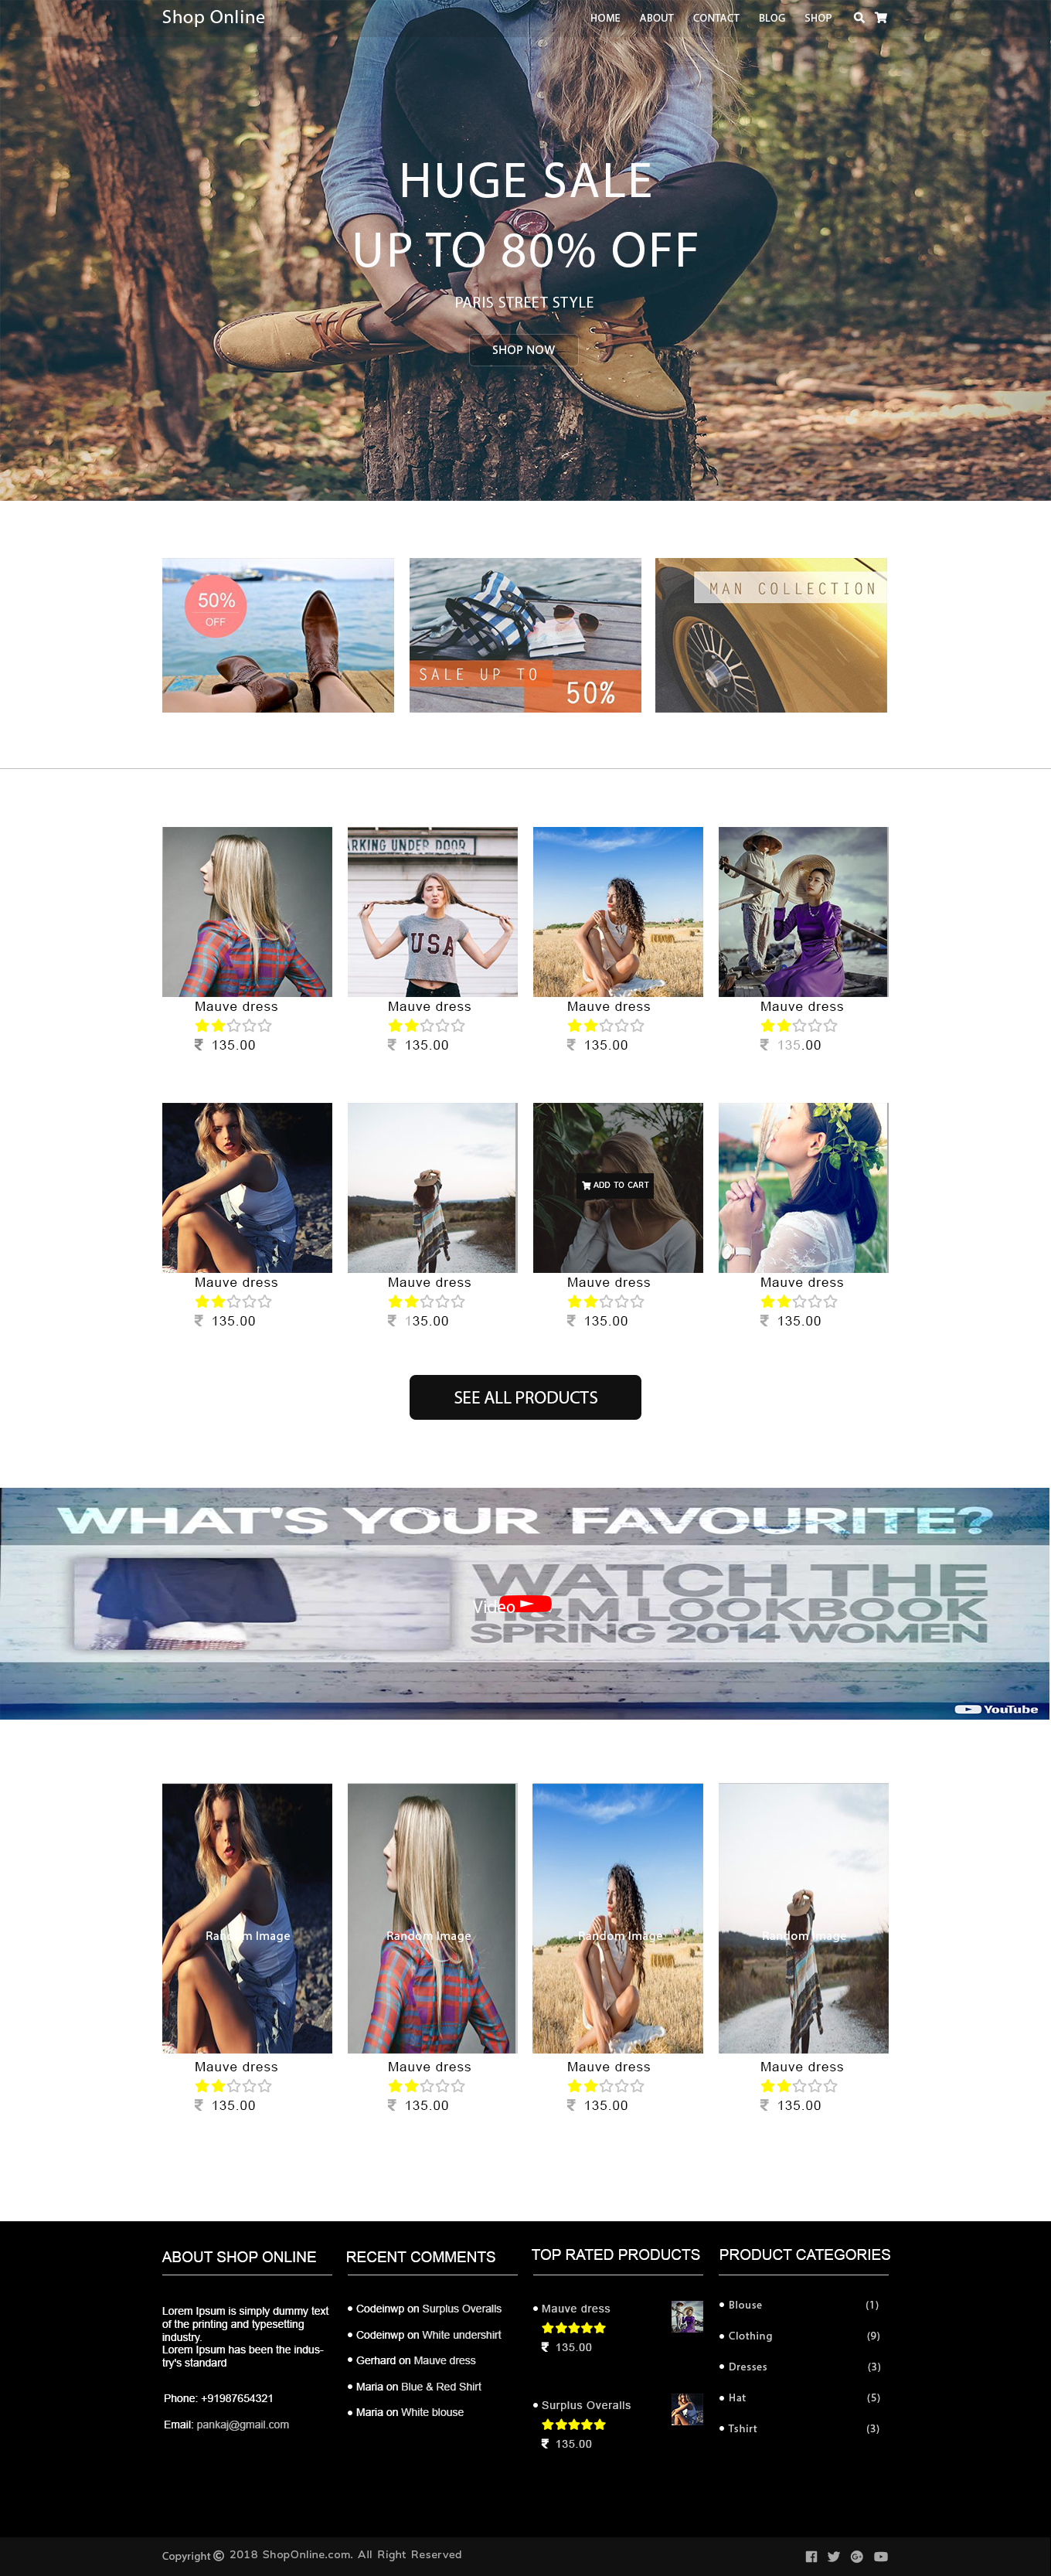 Shop Online
HOME ABOUT CONTACT BLOG SHOP
HUGE SALE
UP TO 80% OFF
PARIS STREET STYLE
SHOP NOW
50%
OFF
SALE UP TO
50%
MAN COLLECTION
ARKING UNDER DOOR
USA
Mauve dress Mauve dress Mauve dress Mauve dress
₹ 135.00 ₹ 135.00 ₹ 135.00 ₹ 135.00
ADD TO CART
Mauve dress Mauve dress Mauve dress Mauve dress
₹ 135.00 ₹ 135.00 ₹ 135.00 ₹ 135.00
SEE ALL PRODUCTS
WHAT'S YOUR FAVOURITE?
WATCH THE
H&M LOOKBOOK
SPRING 2014 WOMEN
Video
YouTube
Random Image Random Image Random Image Random Image
Mauve dress Mauve dress Mauve dress Mauve dress
₹ 135.00 ₹ 135.00 ₹ 135.00 ₹ 135.00
ABOUT SHOP ONLINE
Lorem Ipsum is simply dummy text
of the printing and typesetting
industry.
Lorem Ipsum has been the indus-
try's standard
Phone: +91987654321
Email: pankaj@gmail.com
RECENT COMMENTS
• Codeinwp on Surplus Overalls
• Codeinwp on White undershirt
• Gerhard on Mauve dress
• Maria on Blue & Red Shirt
• Maria on White blouse
TOP RATED PRODUCTS
• Mauve dress
₹ 135.00
• Surplus Overalls
₹ 135.00
PRODUCT CATEGORIES
• Blouse (1)
• Clothing (9)
• Dresses (3)
• Hat (5)
• Tshirt (3)
Copyright © 2018 ShopOnline.com. All Right Reserved